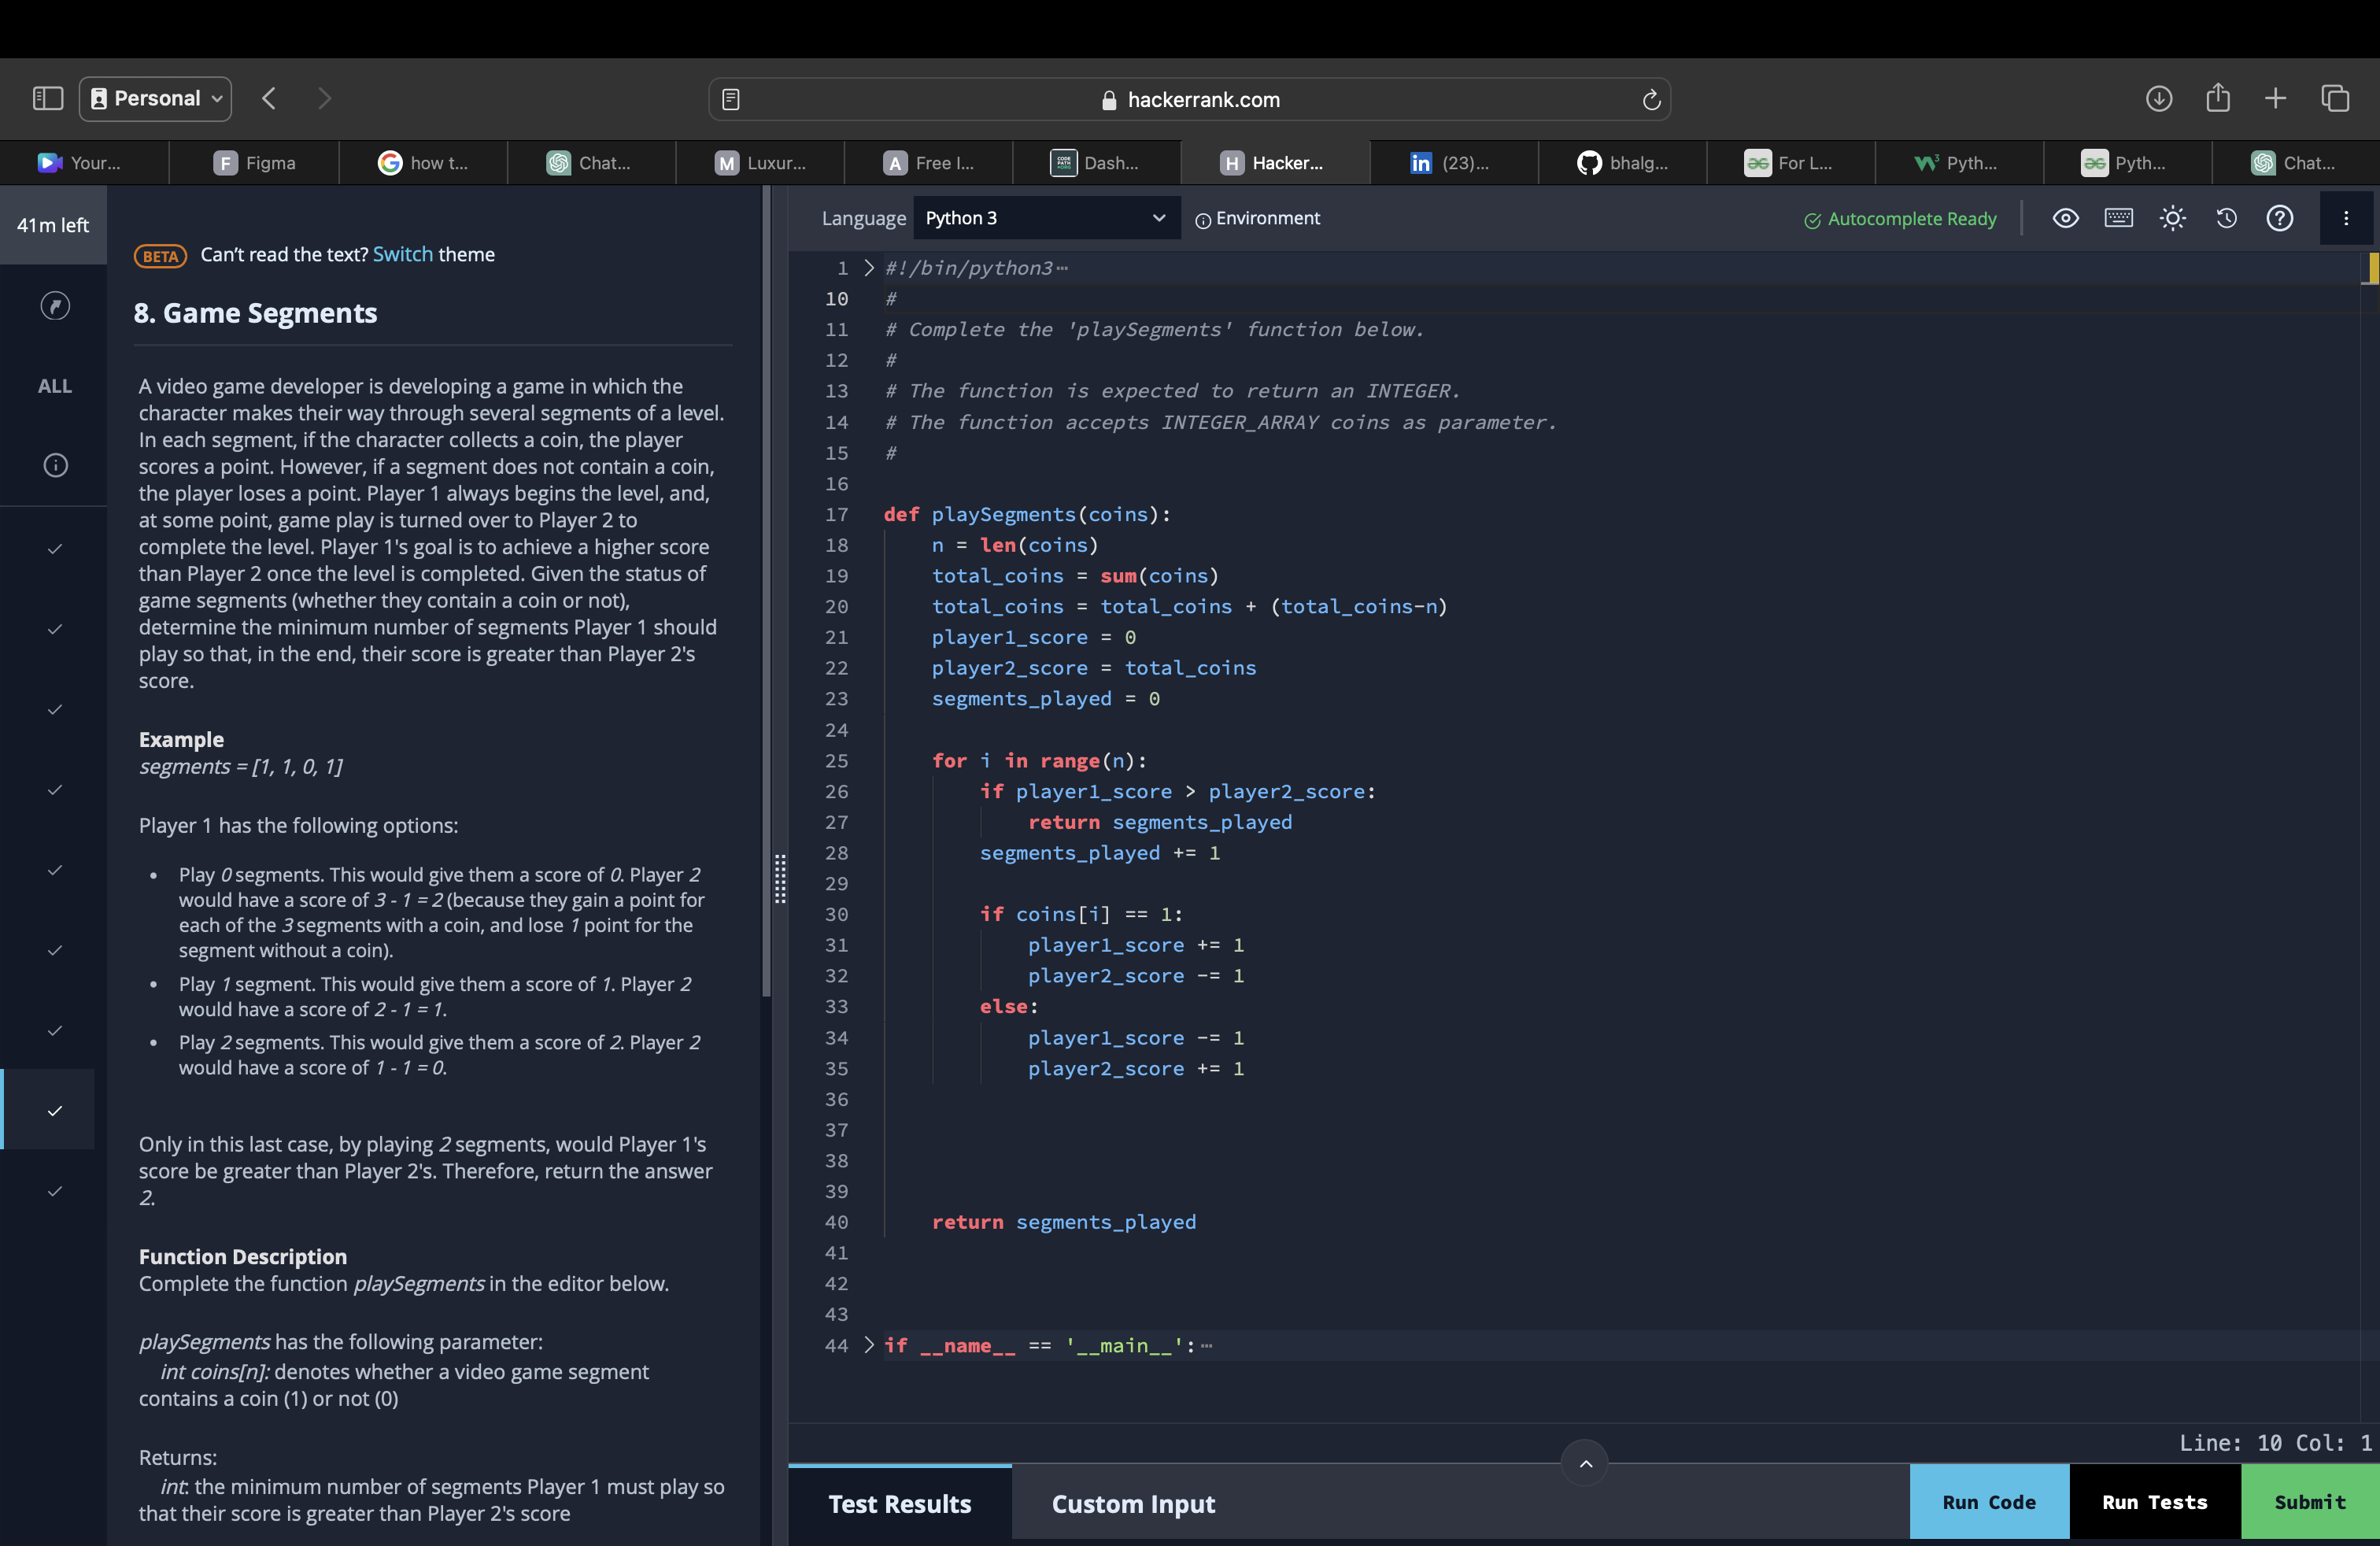 Personal
hackerrank.com
Your...
Figma
how t...
Chat...
Luxur...
Free I...
Dash...
Hacker...
(23)...
bhalg...
For L...
Pyth...
Pyth...
Chat...
41m left
ALL
BETA Can't read the text? Switch theme
8. Game Segments
A video game developer is developing a game in which the
character makes their way through several segments of a level.
In each segment, if the character collects a coin, the player
scores a point. However, if a segment does not contain a coin,
the player loses a point. Player 1 always begins the level, and,
at some point, game play is turned over to Player 2 to
complete the level. Player 1's goal is to achieve a higher score
than Player 2 once the level is completed. Given the status of
game segments (whether they contain a coin or not),
determine the minimum number of segments Player 1 should
play so that, in the end, their score is greater than Player 2's
score.
Example
segments = [1, 1, 0, 1]
Player 1 has the following options:
• Play 0 segments. This would give them a score of 0. Player 2
would have a score of 3 - 1 = 2 (because they gain a point for
each of the 3 segments with a coin, and lose 1 point for the
segment without a coin).
• Play 1 segment. This would give them a score of 1. Player 2
would have a score of 2 - 1 = 1.
• Play 2 segments. This would give them a score of 2. Player 2
would have a score of 1 - 1 = 0.
Only in this last case, by playing 2 segments, would Player 1's
score be greater than Player 2's. Therefore, return the answer
2.
Function Description
Complete the function playSegments in the editor below.
playSegments has the following parameter:
int coins[n]: denotes whether a video game segment
contains a coin (1) or not (0)
Returns:
int: the minimum number of segments Player 1 must play so
that their score is greater than Player 2's score
Language Python 3 Environment
Autocomplete Ready
1 #!/bin/python3⋯
10 #
11 # Complete the 'playSegments' function below.
12 #
13 # The function is expected to return an INTEGER.
14 # The function accepts INTEGER_ARRAY coins as parameter.
15 #
16
17 def playSegments(coins):
18     n = len(coins)
19     total_coins = sum(coins)
20     total_coins = total_coins + (total_coins-n)
21     player1_score = 0
22     player2_score = total_coins
23     segments_played = 0
24
25     for i in range(n):
26         if player1_score > player2_score:
27             return segments_played
28         segments_played += 1
29
30         if coins[i] == 1:
31             player1_score += 1
32             player2_score -= 1
33         else:
34             player1_score -= 1
35             player2_score += 1
36
37
38
39
40     return segments_played
41
42
43
44 if __name__ == '__main__':⋯
Line: 10 Col: 1
Test Results
Custom Input
Run Code
Run Tests
Submit